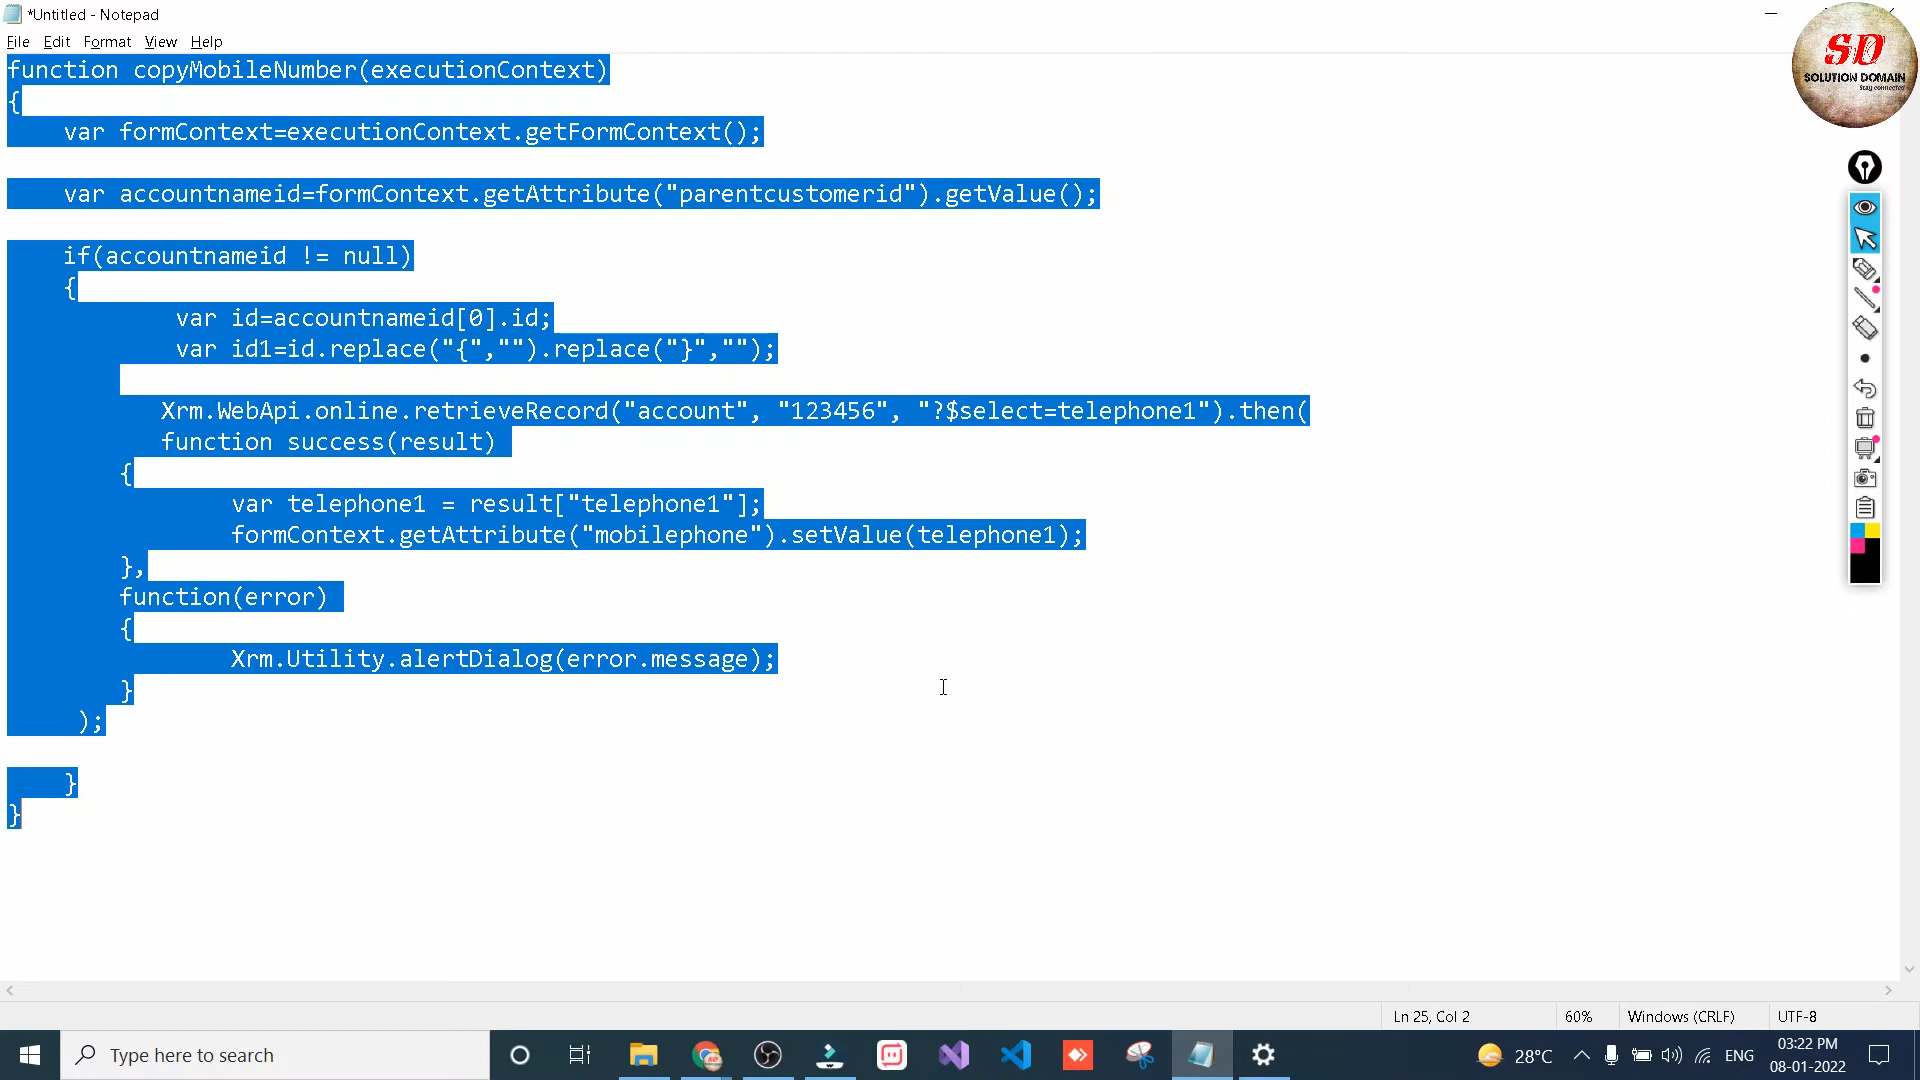 *Untitled - Notepad
File Edit Format View Help
function copyMobileNumber(executionContext)
{
var formContext=executionContext.getFormContext();
var accountnameid=formContext.getAttribute("parentcustomerid").getValue();
if(accountnameid != null)
{
var id=accountnameid[0].id;
var id1=id.replace("{","").replace("}","");
Xrm.WebApi.online.retrieveRecord("account", "123456", "?$select=telephone1").then(
function success(result)
{
var telephone1 = result["telephone1"];
formContext.getAttribute("mobilephone").setValue(telephone1);
},
function(error)
{
Xrm.Utility.alertDialog(error.message);
}
);
}
}
SD
SOLUTION DOMAIN
Stay connected
Ln 25, Col 2 60% Windows (CRLF) UTF-8
Type here to search
28°C ENG
03:22 PM
08-01-2022